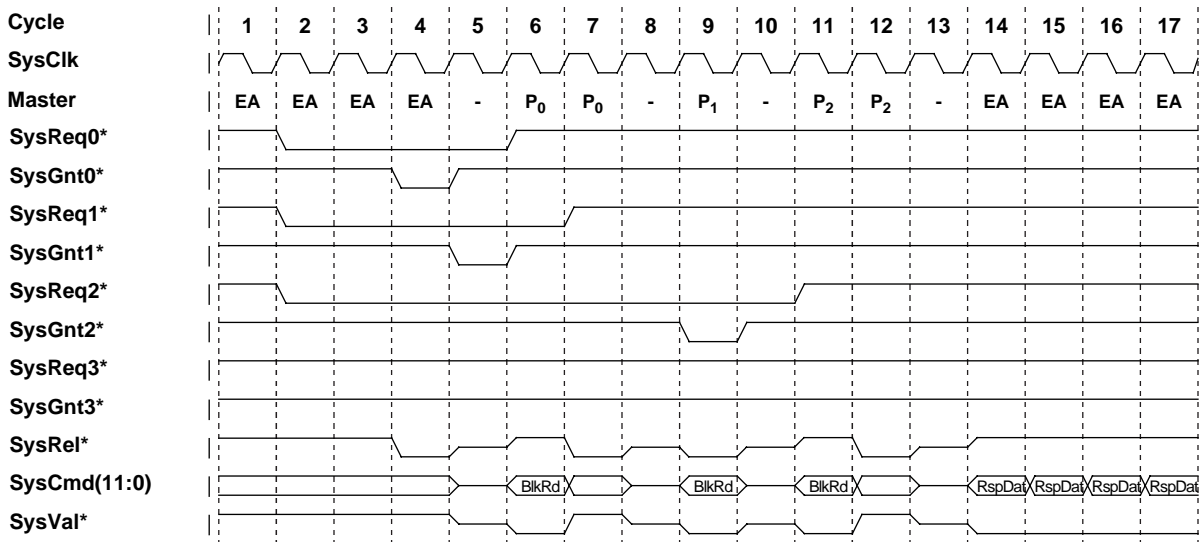 Cycle | 1 2 3 4 5 6 7 8 9 10 11 12 13 14 15 16 17
SysClk |
Master | EA EA EA EA - P0 P0 - P1 - P2 P2 - EA EA EA EA
SysReq0* |
SysGnt0* |
SysReq1* |
SysGnt1* |
SysReq2* |
SysGnt2* |
SysReq3* |
SysGnt3* |
SysRel* |
SysCmd(11:0) | BlkRd BlkRd BlkRd RspDat RspDat RspDat RspDat
SysVal* |